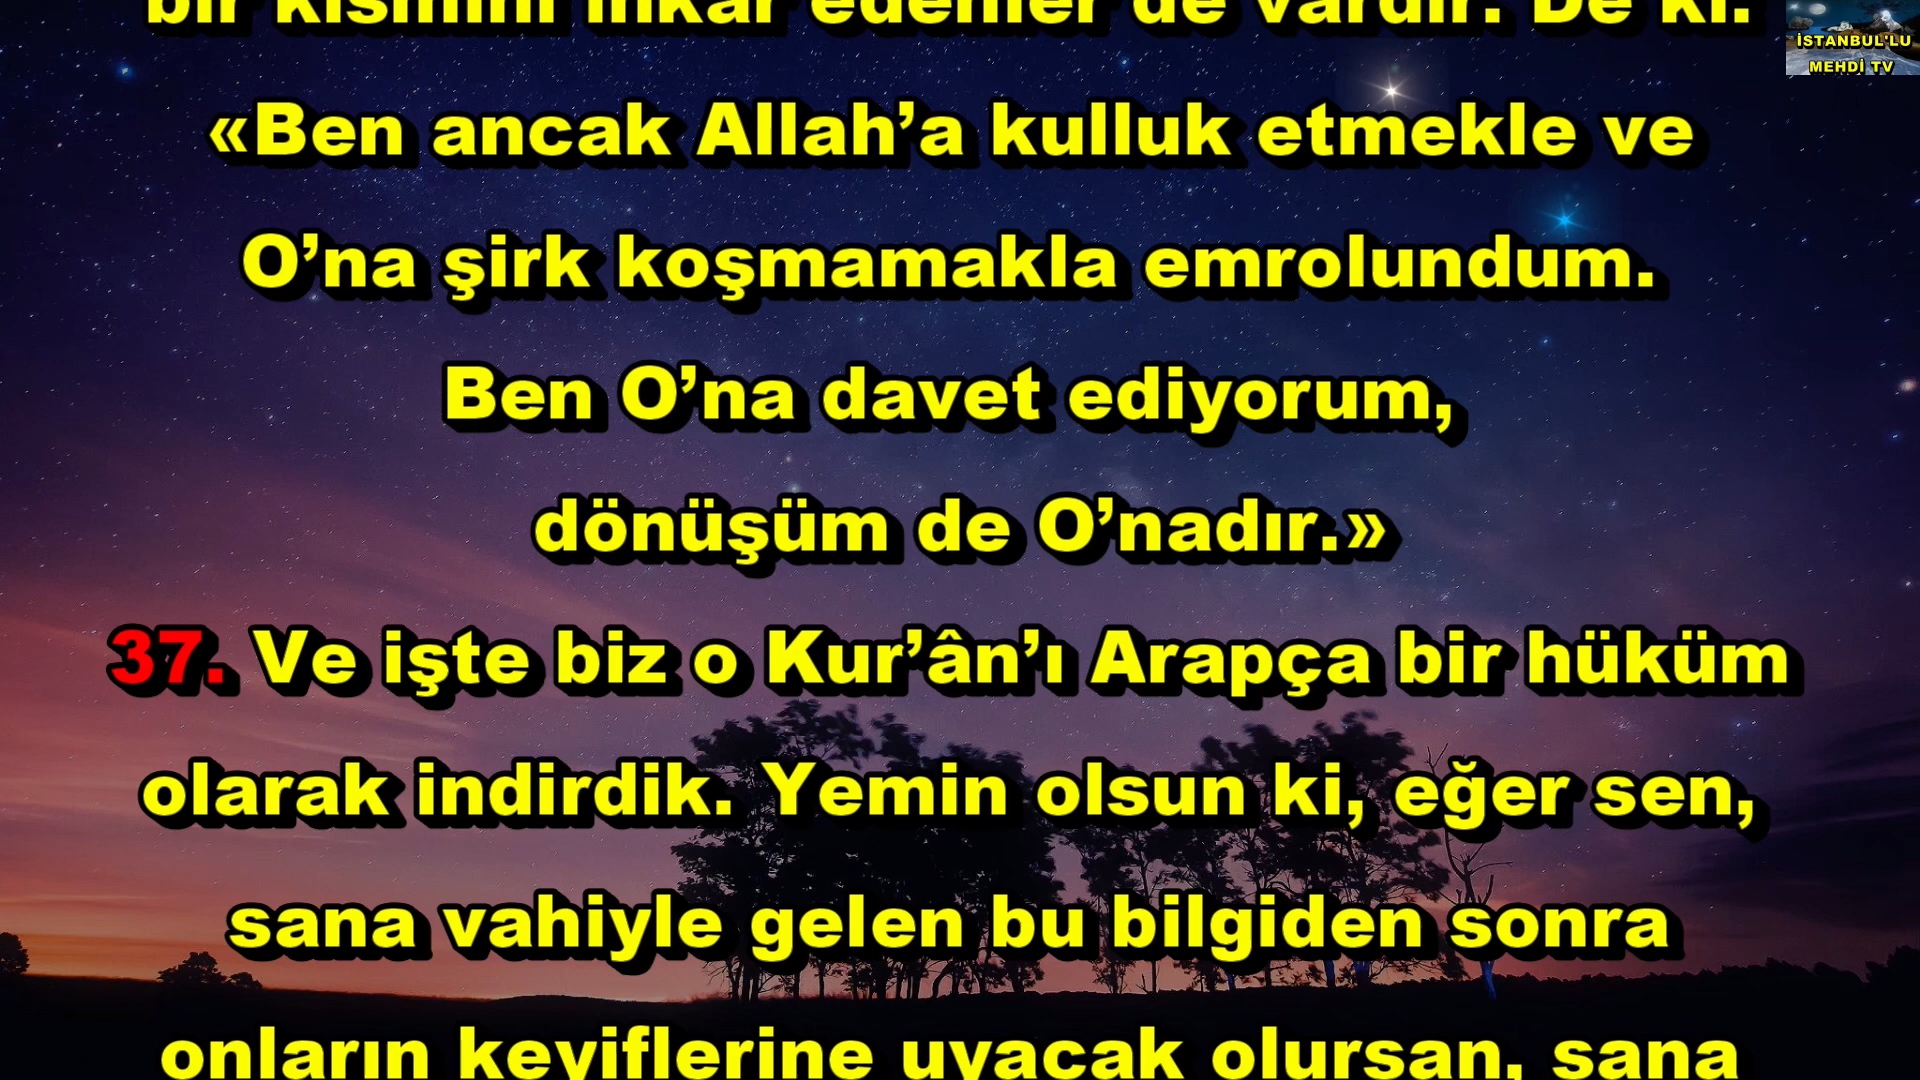 bir kısmını inkâr edenler de vardır. De ki:
İSTANBUL'LU
MEHDİ TV
«Ben ancak Allah’a kulluk etmekle ve
O’na şirk koşmamakla emrolundum.
Ben O’na davet ediyorum,
dönüşüm de O’nadır.»
37. Ve işte biz o Kur’ân’ı Arapça bir hüküm
olarak indirdik. Yemin olsun ki, eğer sen,
sana vahiyle gelen bu bilgiden sonra
onların keyiflerine uyacak olursan, sana